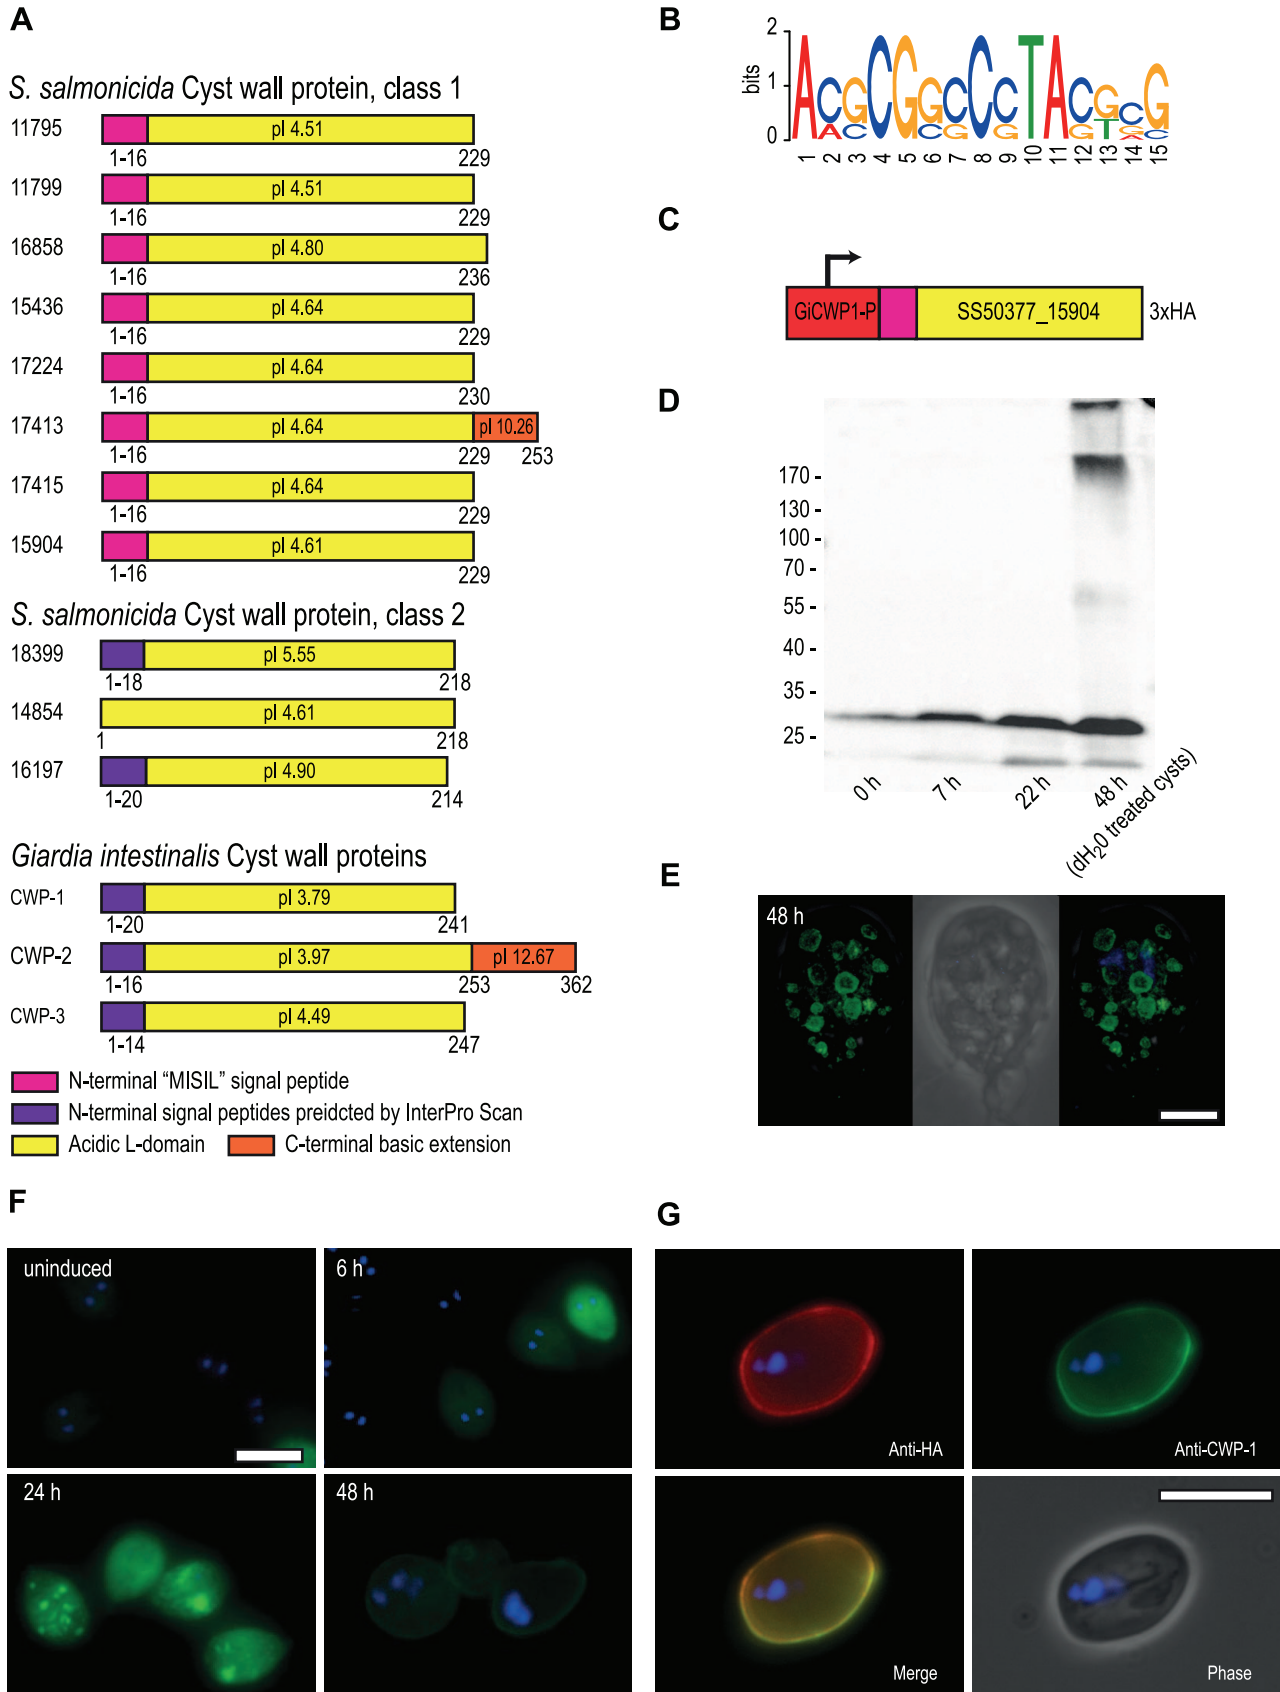 A
S. salmonicida Cyst wall protein, class 1
11795 pI 4.51
1-16 229
11799 pI 4.51
1-16 229
16858 pI 4.80
1-16 236
15436 pI 4.64
1-16 229
17224 pI 4.64
1-16 230
17413 pI 4.64 pI 10.26
1-16 229 253
17415 pI 4.64
1-16 229
15904 pI 4.61
1-16 229
S. salmonicida Cyst wall protein, class 2
18399 pI 5.55
1-18 218
14854 pI 4.61
1 218
16197 pI 4.90
1-20 214
Giardia intestinalis Cyst wall proteins
CWP-1 pI 3.79
1-20 241
CWP-2 pI 3.97 pI 12.67
1-16 253 362
CWP-3 pI 4.49
1-14 247
N-terminal “MISIL” signal peptide
N-terminal signal peptides preidcted by InterPro Scan
Acidic L-domain C-terminal basic extension
B
2
1
0
bits
ACGCGGCCCTACGCG
AC CG GGTGC
A
1 2 3 4 5 6 7 8 9 10 11 12 13 14 15
C
GiCWP1-P SS50377_15904 3xHA
D
170 -
130 -
100 -
70 -
55 -
40 -
35 -
25 -
0 h 7 h 22 h 48 h
(dH20 treated cysts)
E
48 h
F
uninduced 6 h
24 h 48 h
G
Anti-HA Anti-CWP-1
Merge Phase